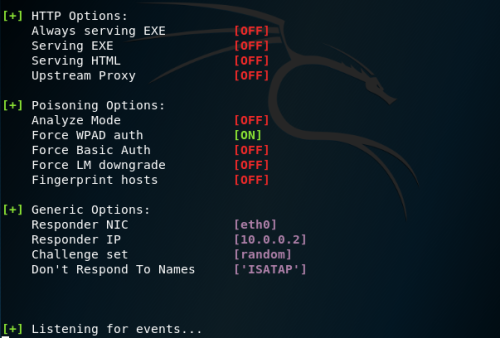 [+] HTTP Options:
Always serving EXE [OFF]
Serving EXE [OFF]
Serving HTML [OFF]
Upstream Proxy [OFF]
[+] Poisoning Options:
Analyze Mode [OFF]
Force WPAD auth [ON]
Force Basic Auth [OFF]
Force LM downgrade [OFF]
Fingerprint hosts [OFF]
[+] Generic Options:
Responder NIC [eth0]
Responder IP [10.0.0.2]
Challenge set [random]
Don't Respond To Names ['ISATAP']
[+] Listening for events...